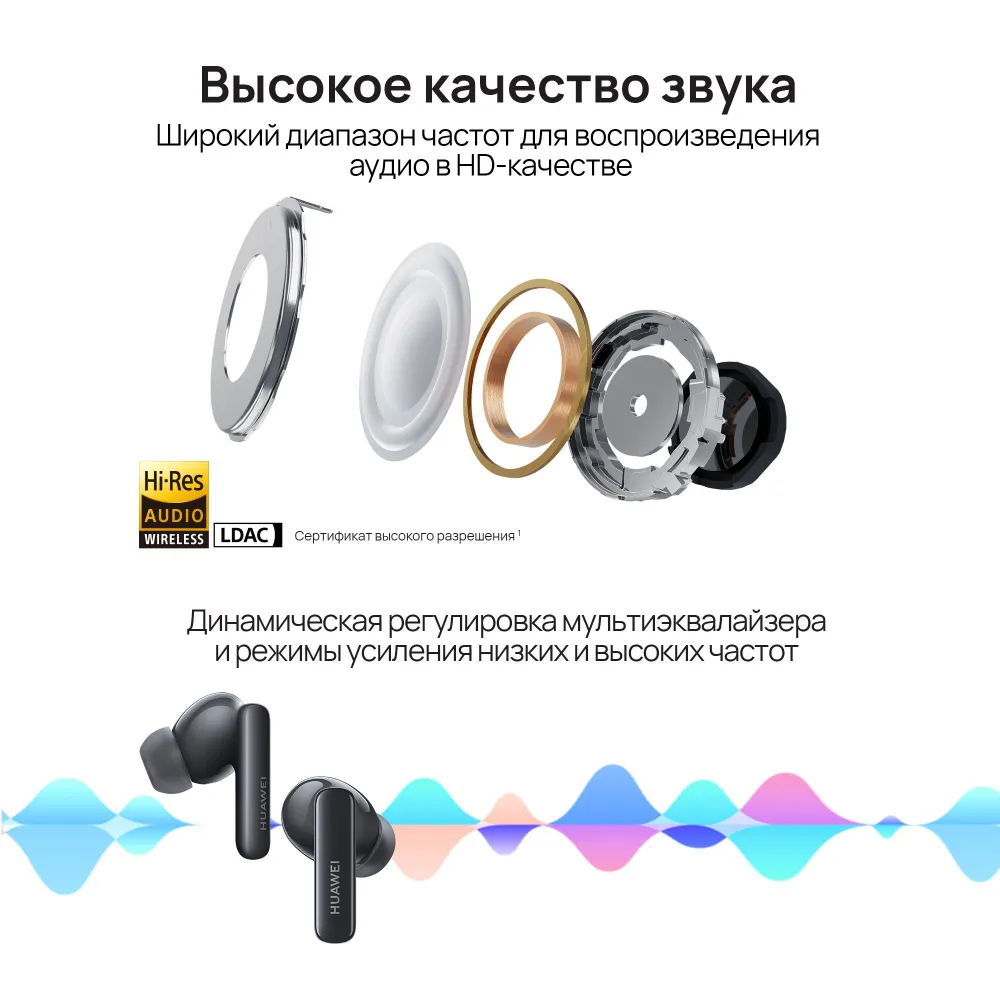 Высокое качество звука
Широкий диапазон частот для воспроизведения
аудио в HD-качестве
Hi-Res
AUDIO
WIRELESS
LDAC
Сертификат высокого разрешения ¹
Динамическая регулировка мультиэквалайзера
и режимы усиления низких и высоких частот
HUAWEI
HUAWEI